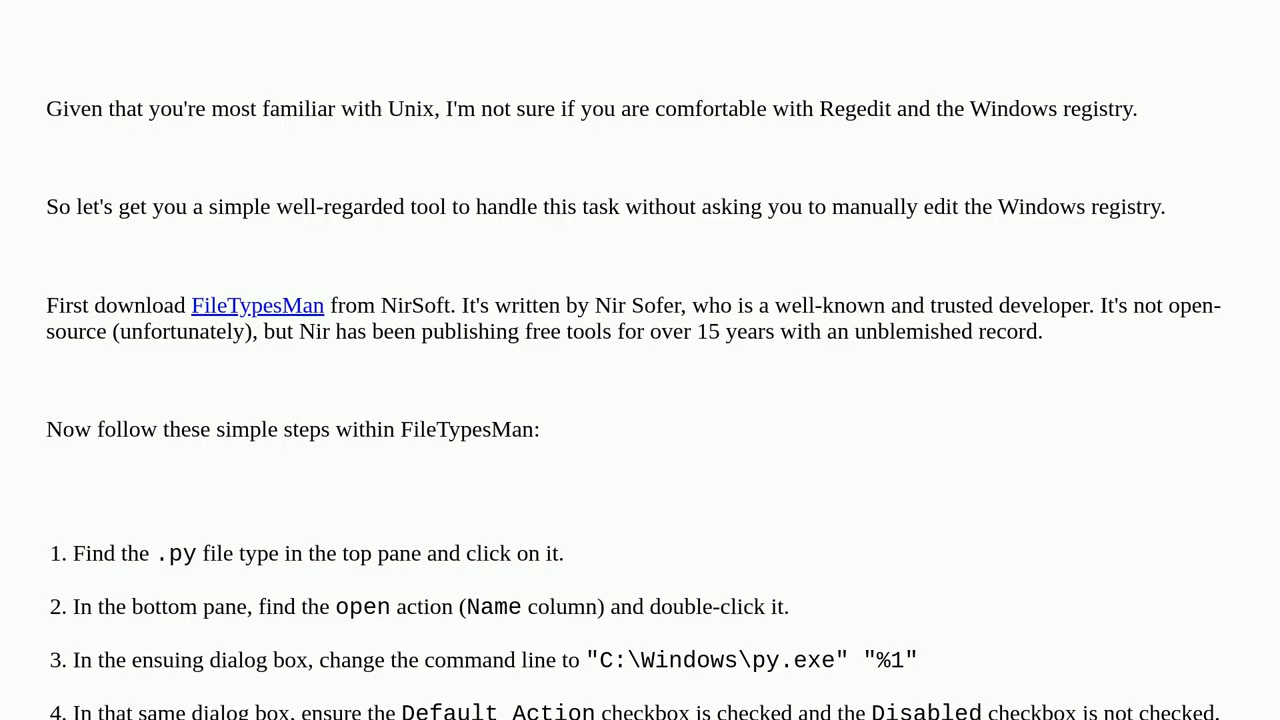 Given that you're most familiar with Unix, I'm not sure if you are comfortable with Regedit and the Windows registry.
So let's get you a simple well-regarded tool to handle this task without asking you to manually edit the Windows registry.
First download FileTypesMan from NirSoft. It's written by Nir Sofer, who is a well-known and trusted developer. It's not open-
source (unfortunately), but Nir has been publishing free tools for over 15 years with an unblemished record.
Now follow these simple steps within FileTypesMan:
1. Find the .py file type in the top pane and click on it.
2. In the bottom pane, find the open action (Name column) and double-click it.
3. In the ensuing dialog box, change the command line to "C:\Windows\py.exe" "%1"
4. In that same dialog box, ensure the Default Action checkbox is checked and the Disabled checkbox is not checked.